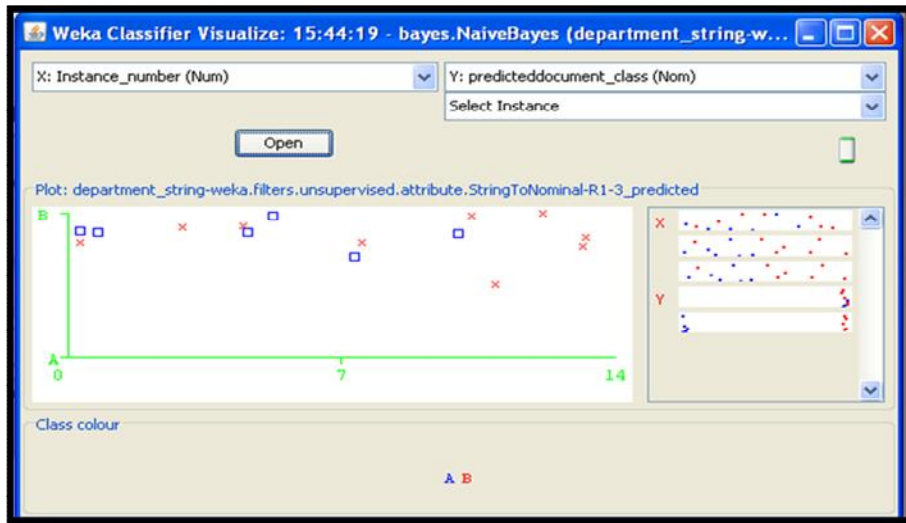 Weka Classifier Visualize: 15:44:19 - bayes.NaiveBayes (department_string-w...
X: Instance_number (Num)
Y: predicteddocument_class (Nom)
Select Instance
Open
Plot: department_string-weka.filters.unsupervised.attribute.StringToNominal-R1-3_predicted
B
A
0 7 14
X
Y
Class colour
A B